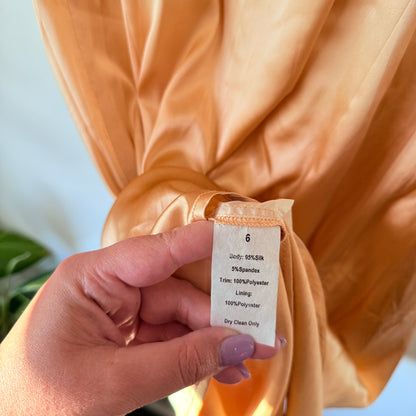 6
Body: 95%Silk
5%Spandex
Trim: 100%Polyester
Lining:
100%Polyester
Dry Clean Only